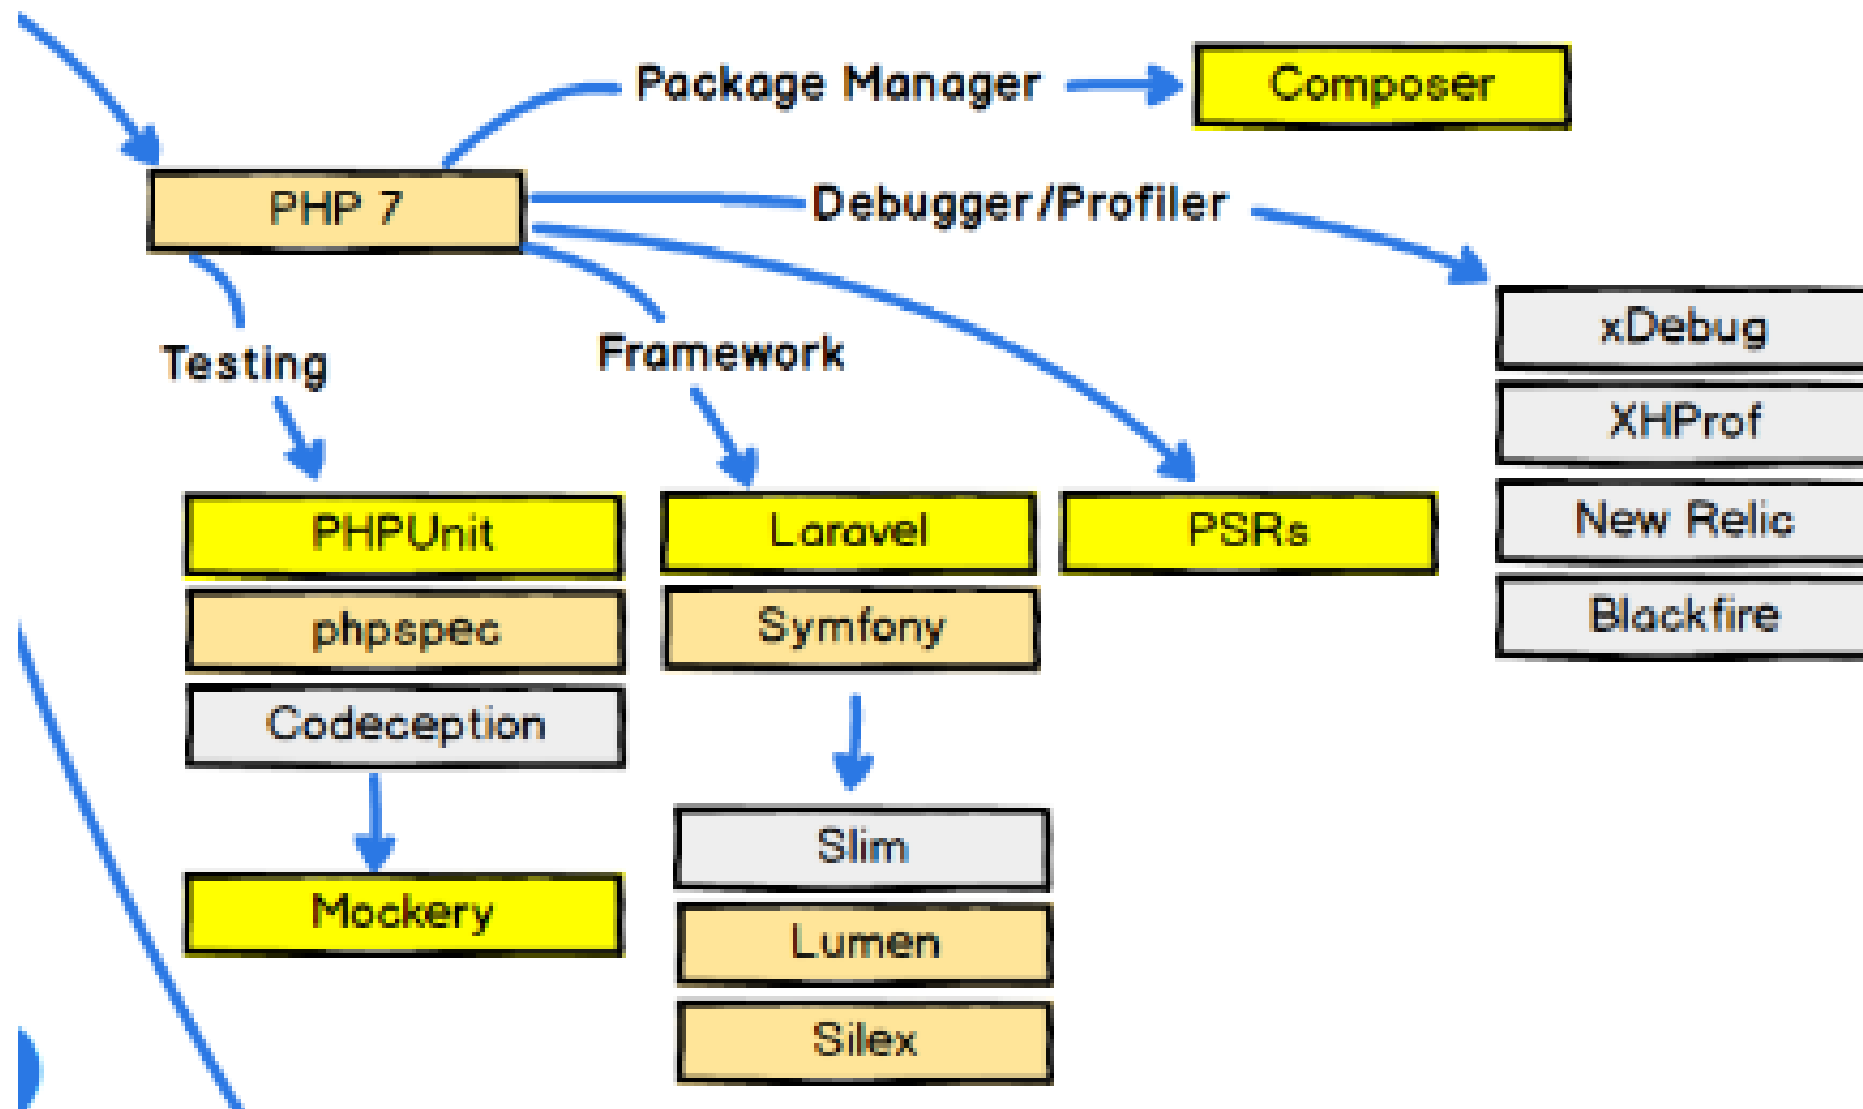 Package Manager
Composer
PHP 7
Debugger/Profiler
Testing
Framework
xDebug
XHProf
New Relic
Blackfire
PHPUnit
phpspec
Codeception
Mockery
Laravel
Symfony
PSRs
Slim
Lumen
Silex